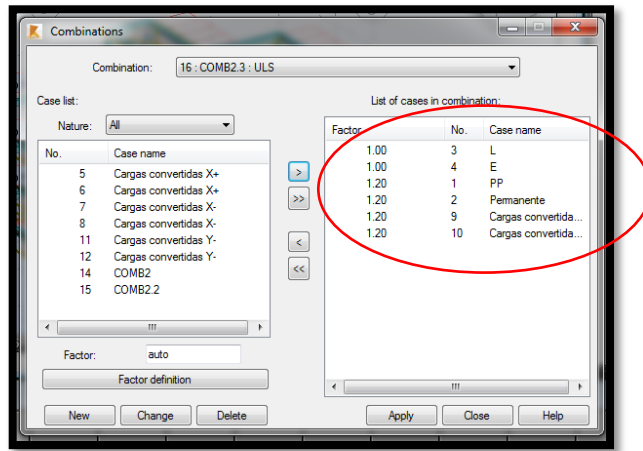 Combinations
Combination: 16 : COMB2.3 : ULS
Case list:
Nature: All
No. Case name
5 Cargas convertidas X+
6 Cargas convertidas X+
7 Cargas convertidas X-
8 Cargas convertidas X-
11 Cargas convertidas Y-
12 Cargas convertidas Y-
14 COMB2
15 COMB2.2
Factor: auto
Factor definition
New Change Delete
>
>>
<
<<
List of cases in combination:
Factor No. Case name
1.00 3 L
1.00 4 E
1.20 1 PP
1.20 2 Permanente
1.20 9 Cargas convertida...
1.20 10 Cargas convertida...
Apply Close Help